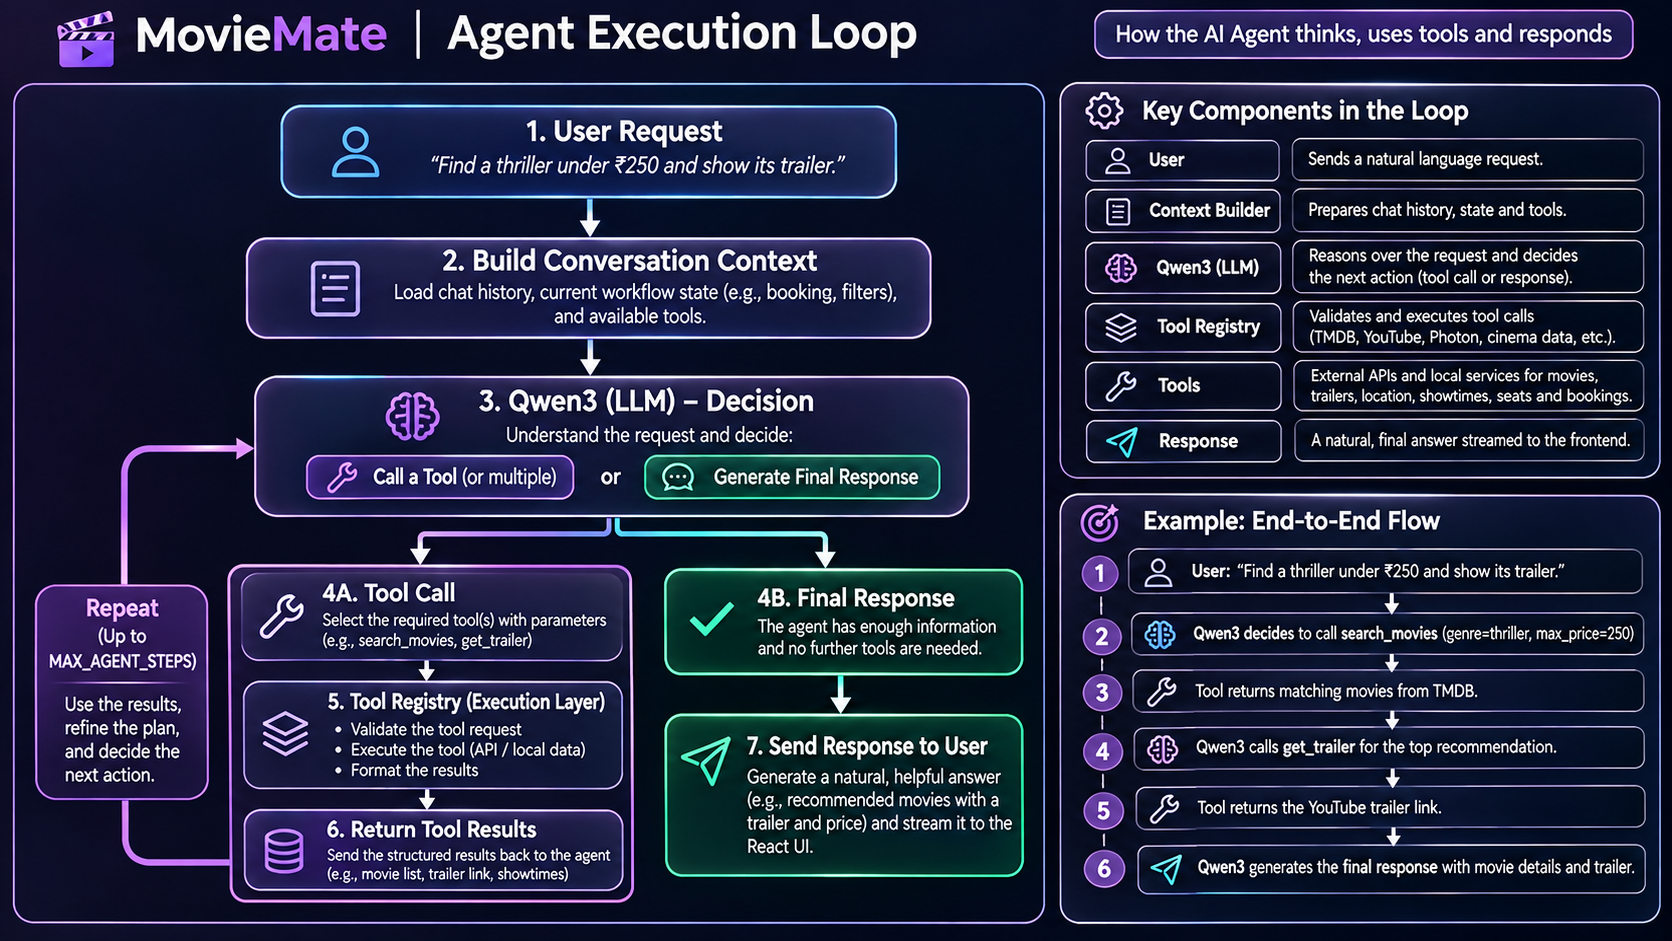 MovieMate | Agent Execution Loop
How the AI Agent thinks, uses tools and responds
1. User Request
“Find a thriller under ₹250 and show its trailer.”
2. Build Conversation Context
Load chat history, current workflow state (e.g., booking, filters),
and available tools.
3. Qwen3 (LLM) – Decision
Understand the request and decide:
Call a Tool (or multiple)
or
Generate Final Response
Repeat
(Up to
MAX_AGENT_STEPS)
Use the results,
refine the plan,
and decide the
next action.
4A. Tool Call
Select the required tool(s) with parameters
(e.g., search_movies, get_trailer)
5. Tool Registry (Execution Layer)
• Validate the tool request
• Execute the tool (API / local data)
• Format the results
6. Return Tool Results
Send the structured results back to the agent
(e.g., movie list, trailer link, showtimes)
4B. Final Response
The agent has enough information
and no further tools are needed.
7. Send Response to User
Generate a natural, helpful answer
(e.g., recommended movies with a
trailer and price) and stream it to the
React UI.
Key Components in the Loop
User
Sends a natural language request.
Context Builder
Prepares chat history, state and tools.
Qwen3 (LLM)
Reasons over the request and decides
the next action (tool call or response).
Tool Registry
Validates and executes tool calls
(TMDB, YouTube, Photon, cinema data, etc.).
Tools
External APIs and local services for movies,
trailers, location, showtimes, seats and bookings.
Response
A natural, final answer streamed to the frontend.
Example: End-to-End Flow
1
User: “Find a thriller under ₹250 and show its trailer.”
2
Qwen3 decides to call search_movies (genre=thriller, max_price=250)
3
Tool returns matching movies from TMDB.
4
Qwen3 calls get_trailer for the top recommendation.
5
Tool returns the YouTube trailer link.
6
Qwen3 generates the final response with movie details and trailer.